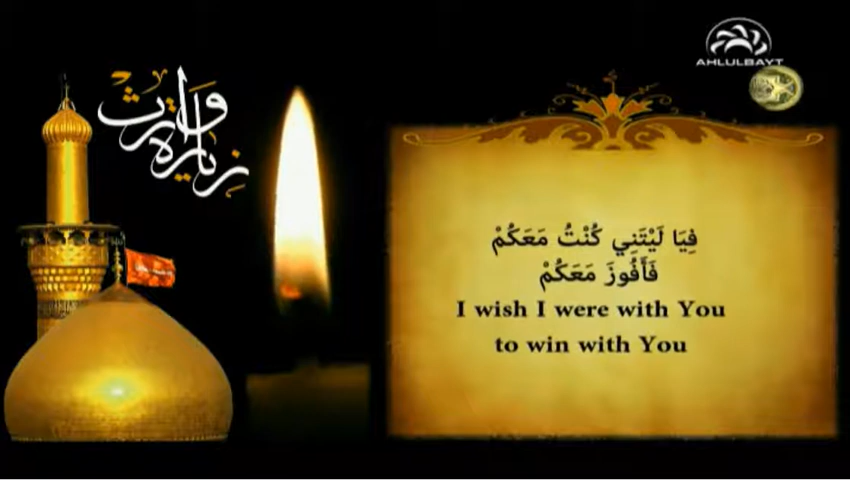 زيارة وارث
AHLULBAYT
فِيَا لَيْتَنِي كُنْتُ مَعَكُمْ
فَأَفُوزَ مَعَكُمْ
I wish I were with You
to win with You